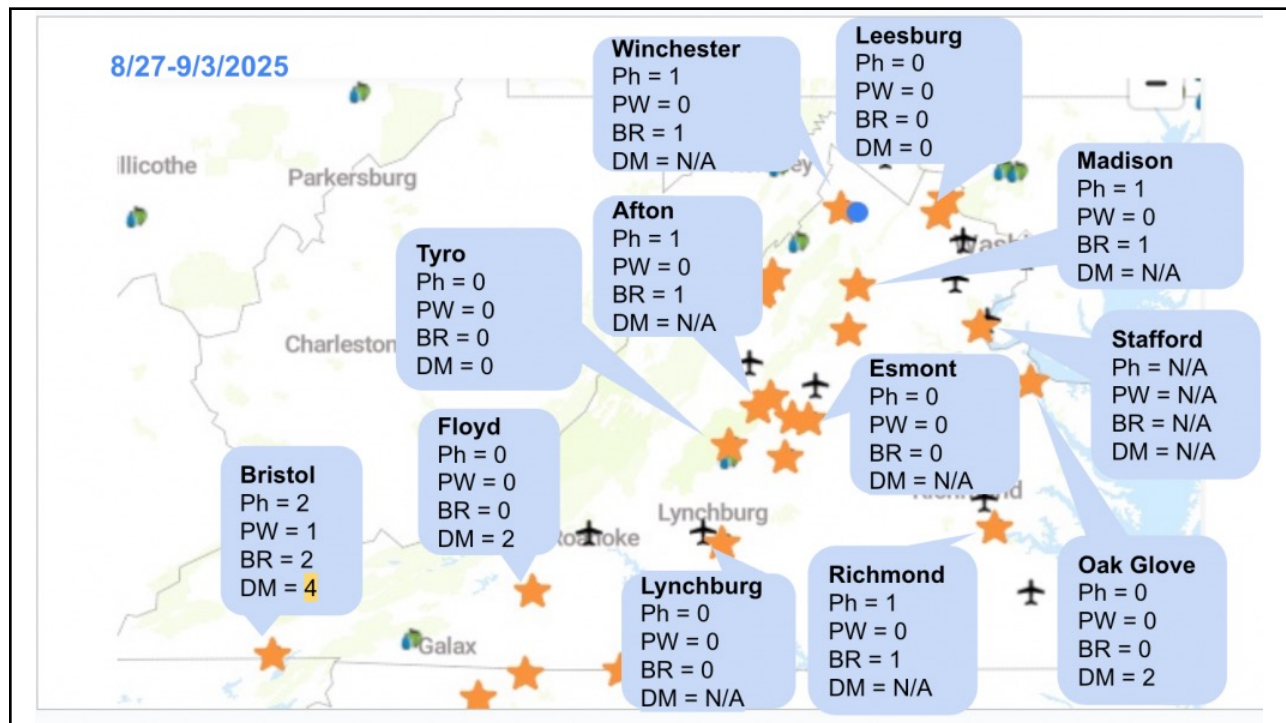 8/27-9/3/2025
Winchester
Ph = 1
PW = 0
BR = 1
DM = N/A
Leesburg
Ph = 0
PW = 0
BR = 0
DM = 0
Madison
Ph = 1
PW = 0
BR = 1
DM = N/A
Afton
Ph = 1
PW = 0
BR = 1
DM = N/A
Tyro
Ph = 0
PW = 0
BR = 0
DM = 0
Stafford
Ph = N/A
PW = N/A
BR = N/A
DM = N/A
Esmont
Ph = 0
PW = 0
BR = 0
DM = N/A
Floyd
Ph = 0
PW = 0
BR = 0
DM = 2
Bristol
Ph = 2
PW = 1
BR = 2
DM = 4
Lynchburg
Ph = 0
PW = 0
BR = 0
DM = N/A
Richmond
Ph = 1
PW = 0
BR = 1
DM = N/A
Oak Glove
Ph = 0
PW = 0
BR = 0
DM = 2
llicothe
Parkersburg
Charleston
Lynchburg
Galax